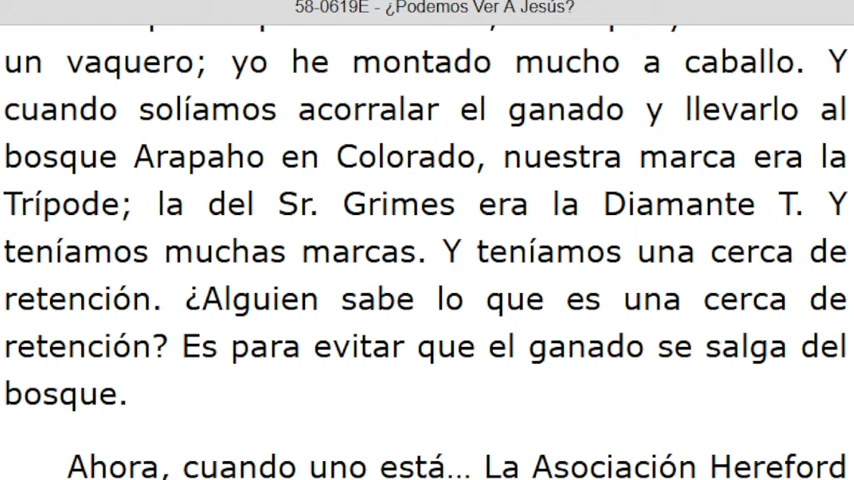 58-0619E - ¿Podemos Ver A Jesús?
un vaquero; yo he montado mucho a caballo. Y
cuando solíamos acorralar el ganado y llevarlo al
bosque Arapaho en Colorado, nuestra marca era la
Trípode; la del Sr. Grimes era la Diamante T. Y
teníamos muchas marcas. Y teníamos una cerca de
retención. ¿Alguien sabe lo que es una cerca de
retención? Es para evitar que el ganado se salga del
bosque.
Ahora, cuando uno está... La Asociación Hereford